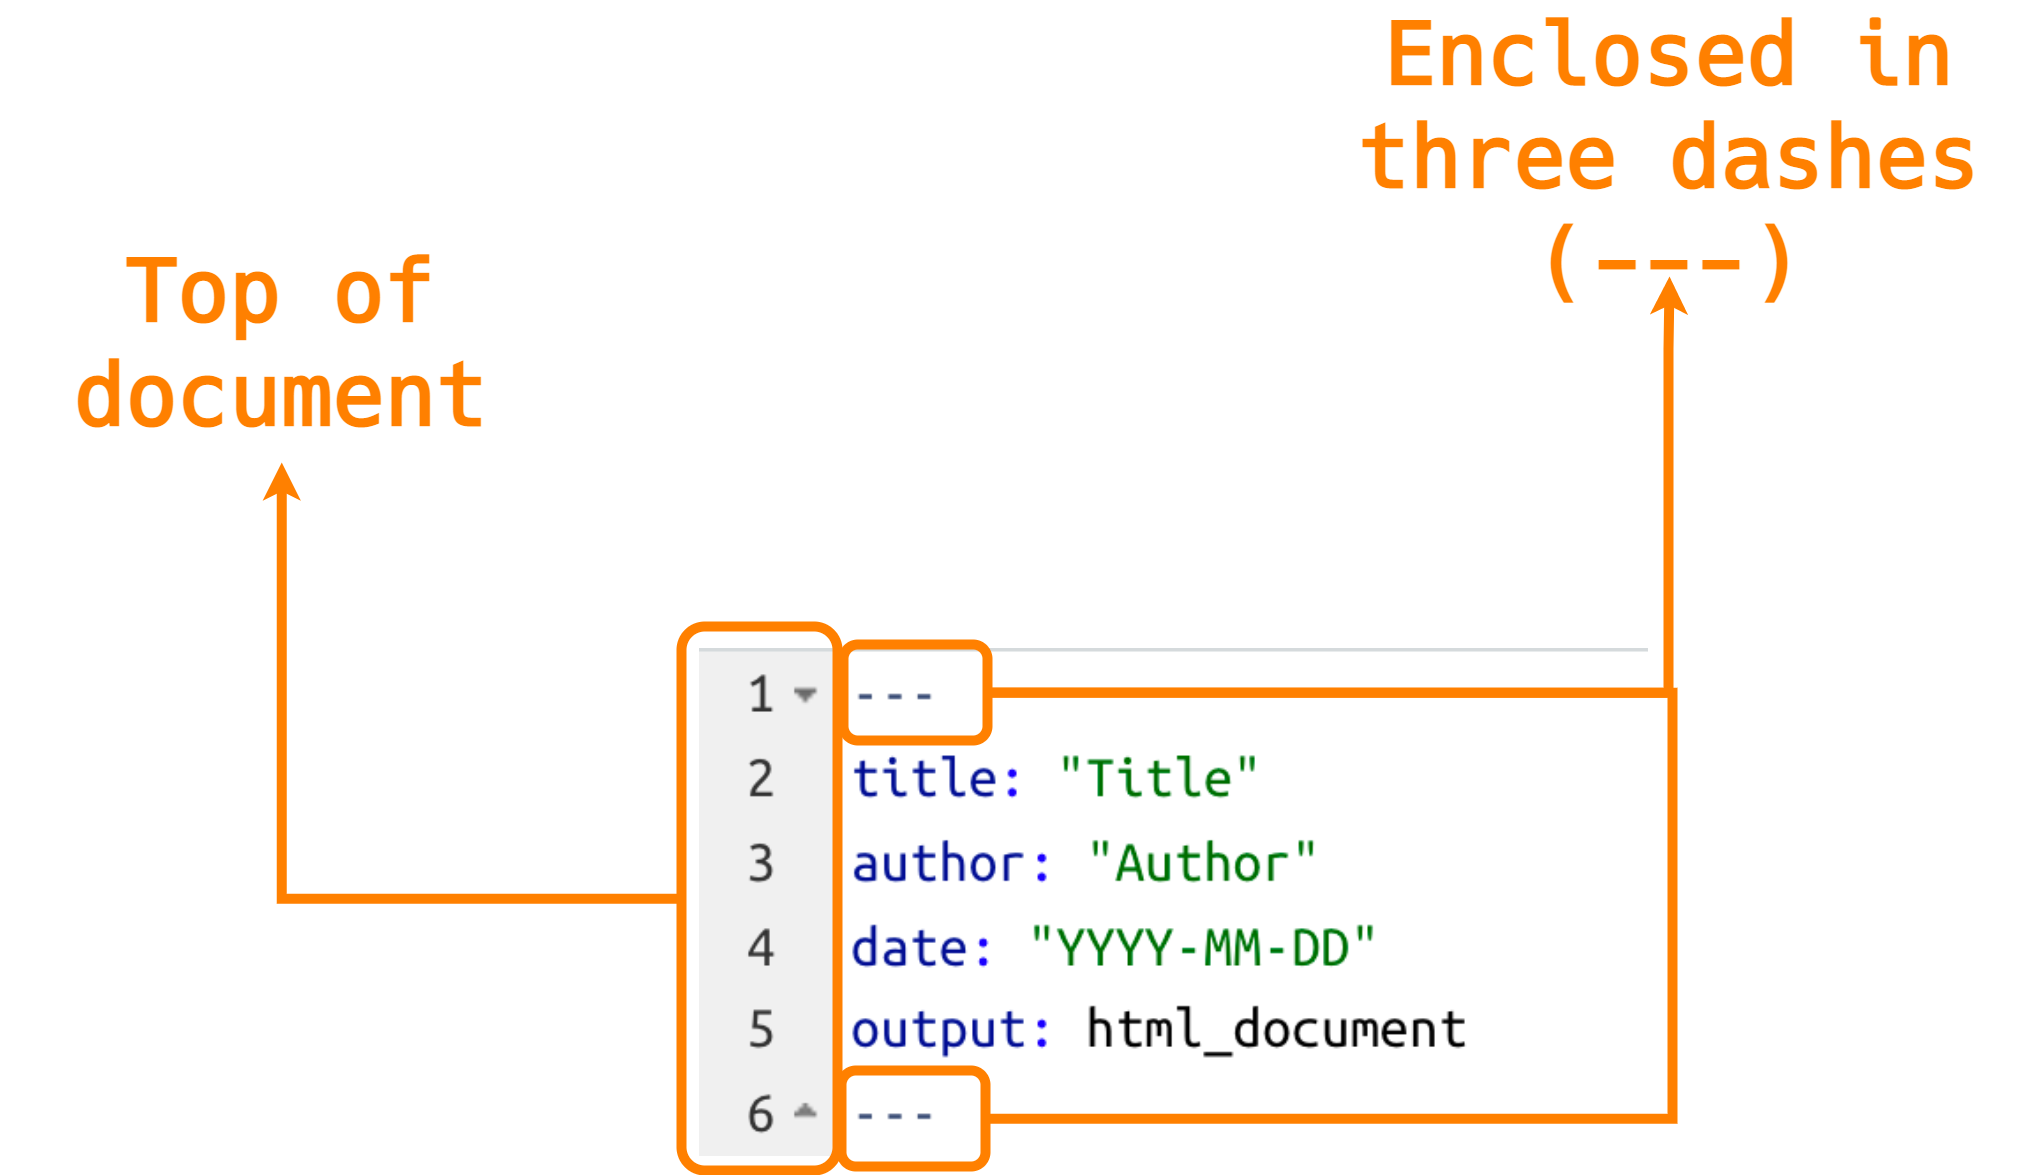 Enclosed in
three dashes
(---)
Top of
document
1 ---
2 title: "Title"
3 author: "Author"
4 date: "YYYY-MM-DD"
5 output: html_document
6 ---